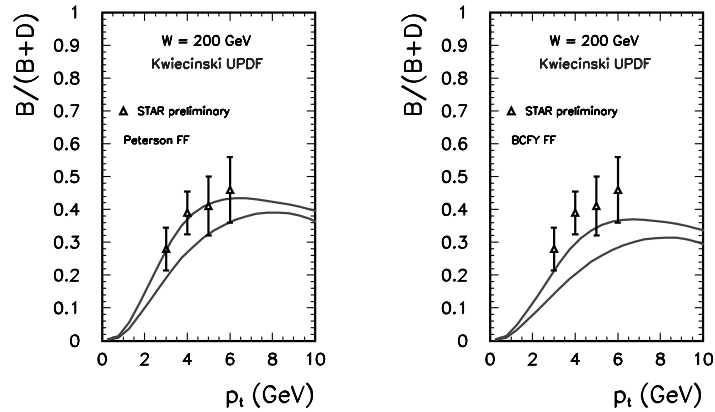 B/(B+D)
1
0.9
0.8
0.7
0.6
0.5
0.4
0.3
0.2
0.1
0
W = 200 GeV
Kwiecinski UPDF
STAR preliminary
Peterson FF
0 2 4 6 8 10
p_t (GeV)
B/(B+D)
1
0.9
0.8
0.7
0.6
0.5
0.4
0.3
0.2
0.1
0
W = 200 GeV
Kwiecinski UPDF
STAR preliminary
BCFY FF
0 2 4 6 8 10
p_t (GeV)